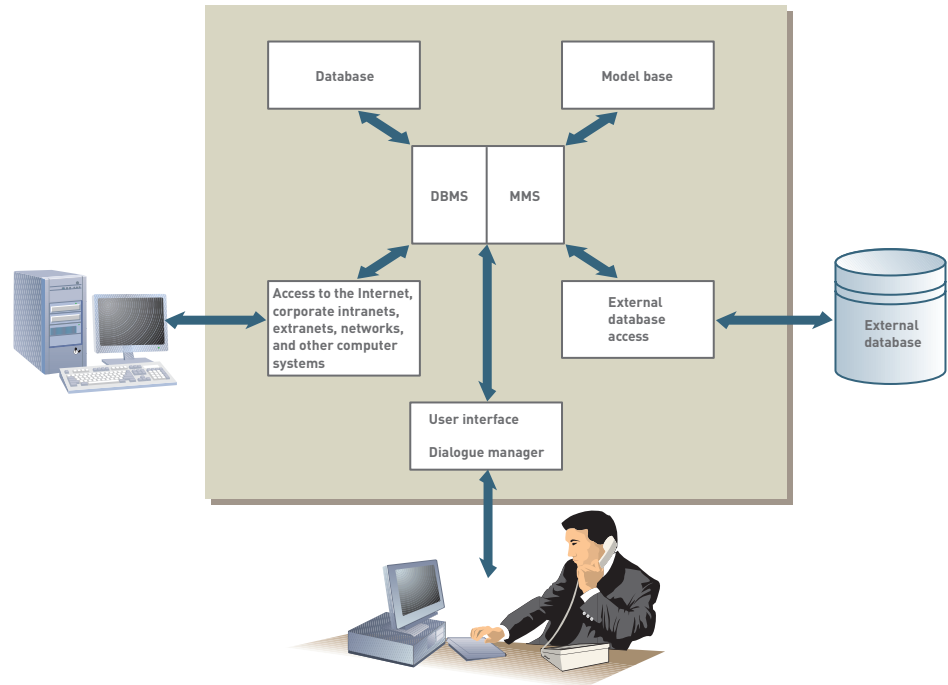 Database
Model base
DBMS
MMS
Access to the Internet,
corporate intranets,
extranets, networks,
and other computer
systems
External
database
access
External
database
User interface
Dialogue manager